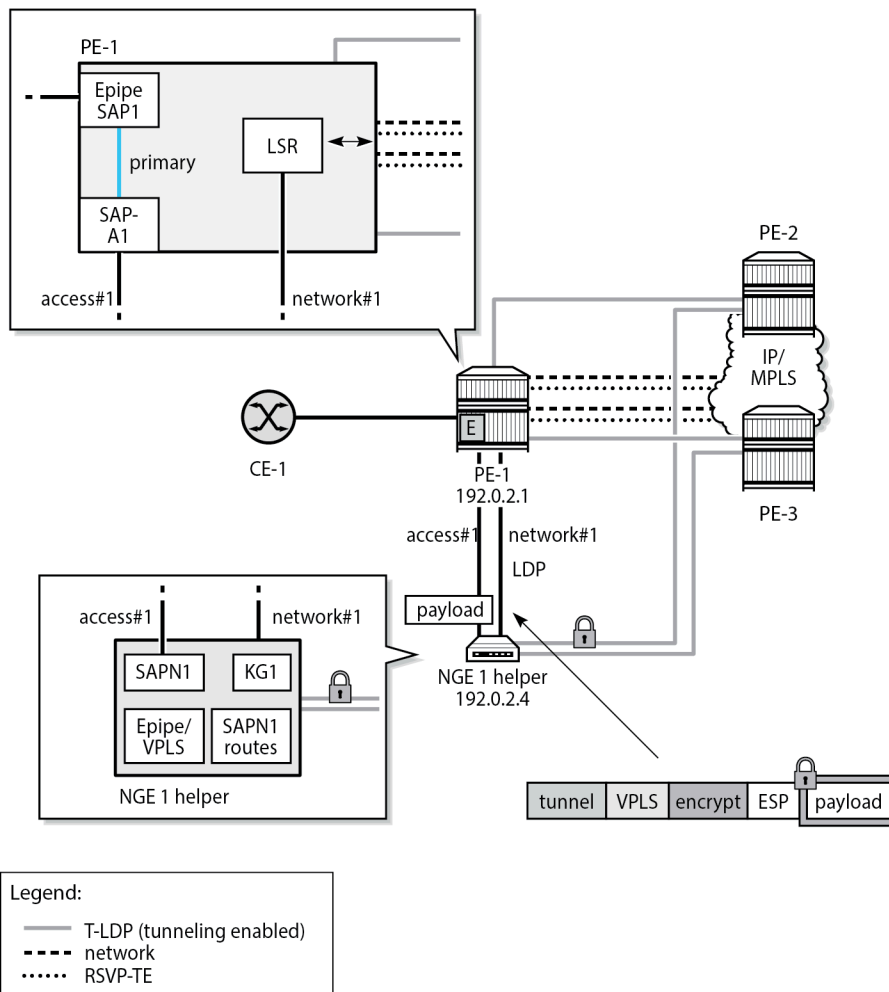 PE-1
Epipe
SAP1
primary
LSR
SAP-
A1
access#1
network#1
PE-2
IP/
MPLS
E
CE-1
PE-1
192.0.2.1
PE-3
access#1
network#1
LDP
payload
access#1
network#1
SAPN1
KG1
Epipe/
VPLS
SAPN1
routes
NGE 1 helper
NGE 1 helper
192.0.2.4
tunnel VPLS encrypt ESP payload
Legend:
T-LDP (tunneling enabled)
network
RSVP-TE